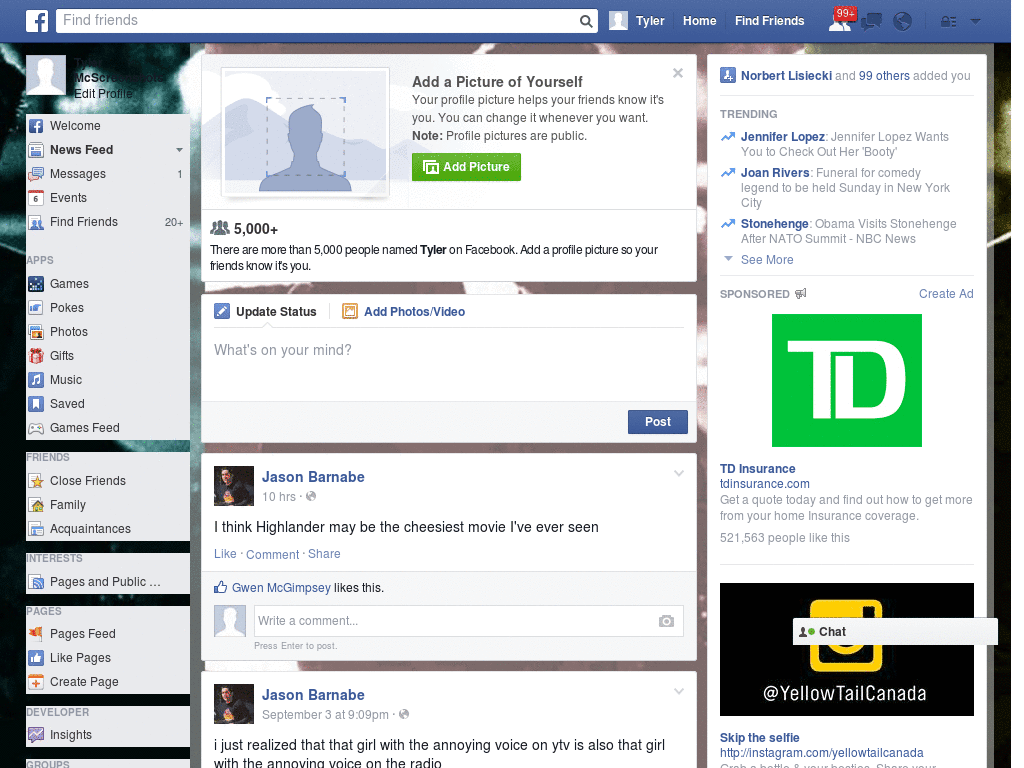 Find friends
Tyler
Home
Find Friends
99+
McScre
Edit Profile
Welcome
News Feed
Messages 1
6 Events
Find Friends 20+
APPS
Games
Pokes
Photos
Gifts
Music
Saved
Games Feed
FRIENDS
Close Friends
Family
Acquaintances
INTERESTS
Pages and Public ...
PAGES
Pages Feed
Like Pages
Create Page
DEVELOPER
Insights
GROUPS
Add a Picture of Yourself
Your profile picture helps your friends know it's
you. You can change it whenever you want.
Note: Profile pictures are public.
Add Picture
5,000+
There are more than 5,000 people named Tyler on Facebook. Add a profile picture so your
friends know it's you.
Update Status
Add Photos/Video
What's on your mind?
Post
Jason Barnabe
10 hrs ·
I think Highlander may be the cheesiest movie I've ever seen
Like · Comment · Share
Gwen McGimpsey likes this.
Write a comment...
Press Enter to post.
Jason Barnabe
September 3 at 9:09pm ·
i just realized that that girl with the annoying voice on ytv is also that girl
with the annoying voice on the radio
Norbert Lisiecki and 99 others added you
TRENDING
Jennifer Lopez: Jennifer Lopez Wants
You to Check Out Her 'Booty'
Joan Rivers: Funeral for comedy
legend to be held Sunday in New York
City
Stonehenge: Obama Visits Stonehenge
After NATO Summit - NBC News
See More
SPONSORED
Create Ad
TD
TD Insurance
tdinsurance.com
Get a quote today and find out how to get more
from your home Insurance coverage.
521,563 people like this
Chat
@YellowTailCanada
Skip the selfie
http://instagram.com/yellowtailcanada
Grab a bottle & your besties. Share your